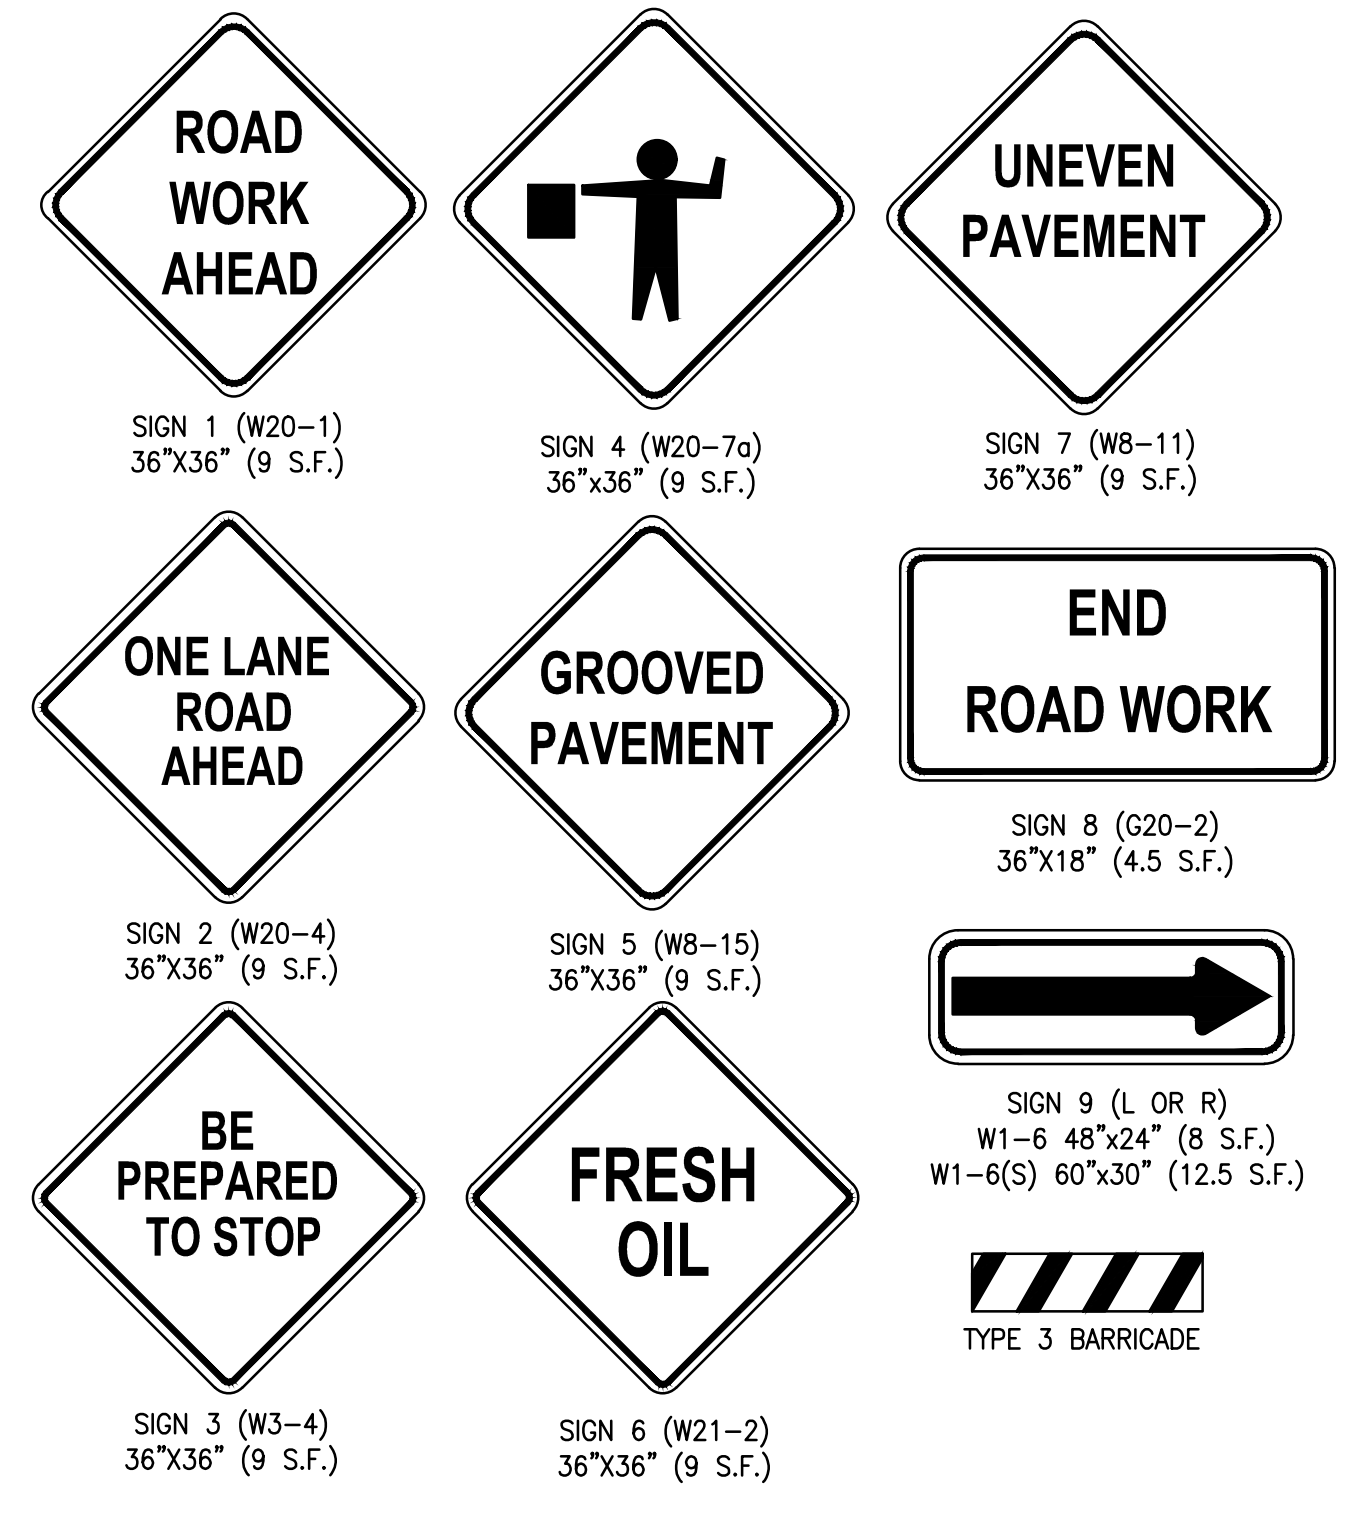 ROAD
WORK
AHEAD
SIGN 1 (W20-1)
36"X36" (9 S.F.)
ONE LANE
ROAD
AHEAD
SIGN 2 (W20-4)
36"X36" (9 S.F.)
BE
PREPARED
TO STOP
SIGN 3 (W3-4)
36"X36" (9 S.F.)
SIGN 4 (W20-7a)
36"x36" (9 S.F.)
GROOVED
PAVEMENT
SIGN 5 (W8-15)
36"X36" (9 S.F.)
FRESH
OIL
SIGN 6 (W21-2)
36"X36" (9 S.F.)
UNEVEN
PAVEMENT
SIGN 7 (W8-11)
36"X36" (9 S.F.)
END
ROAD WORK
SIGN 8 (G20-2)
36"X18" (4.5 S.F.)
SIGN 9 (L OR R)
W1-6 48"x24" (8 S.F.)
W1-6(S) 60"x30" (12.5 S.F.)
TYPE 3 BARRICADE